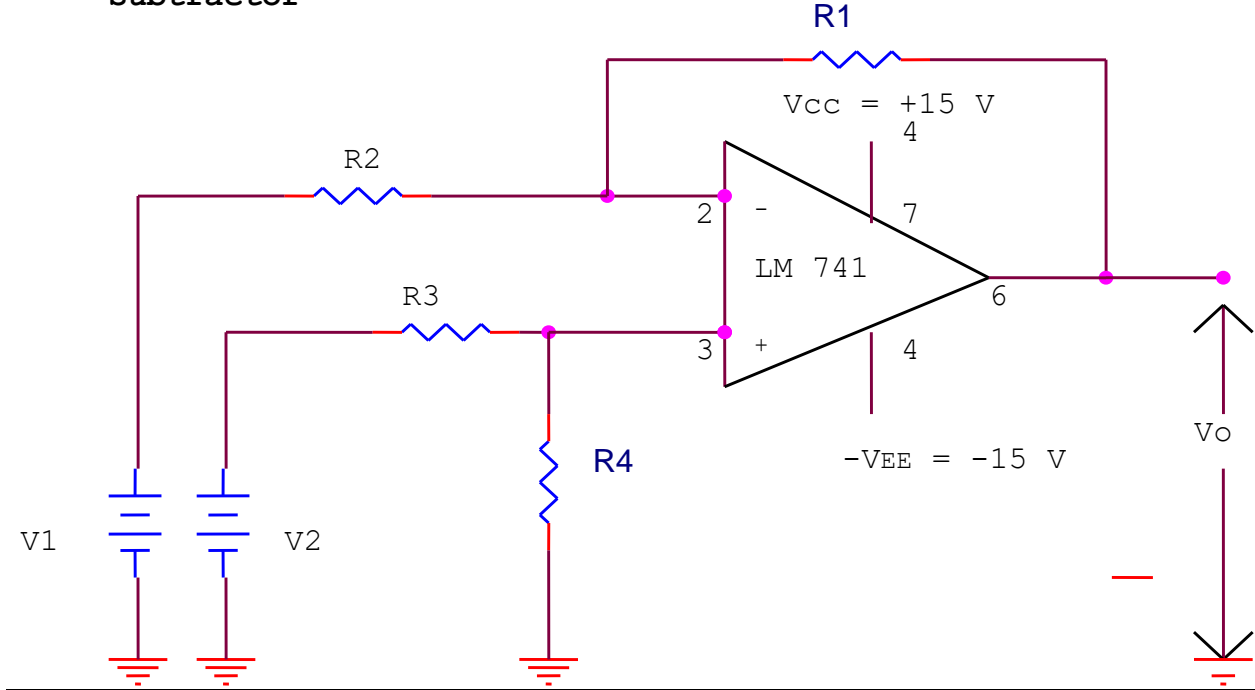 Subtractor
R1
Vcc = +15 V
4
R2
2
-
7
LM 741
R3
6
3
+
4
Vo
R4
-VEE = -15 V
V1
V2